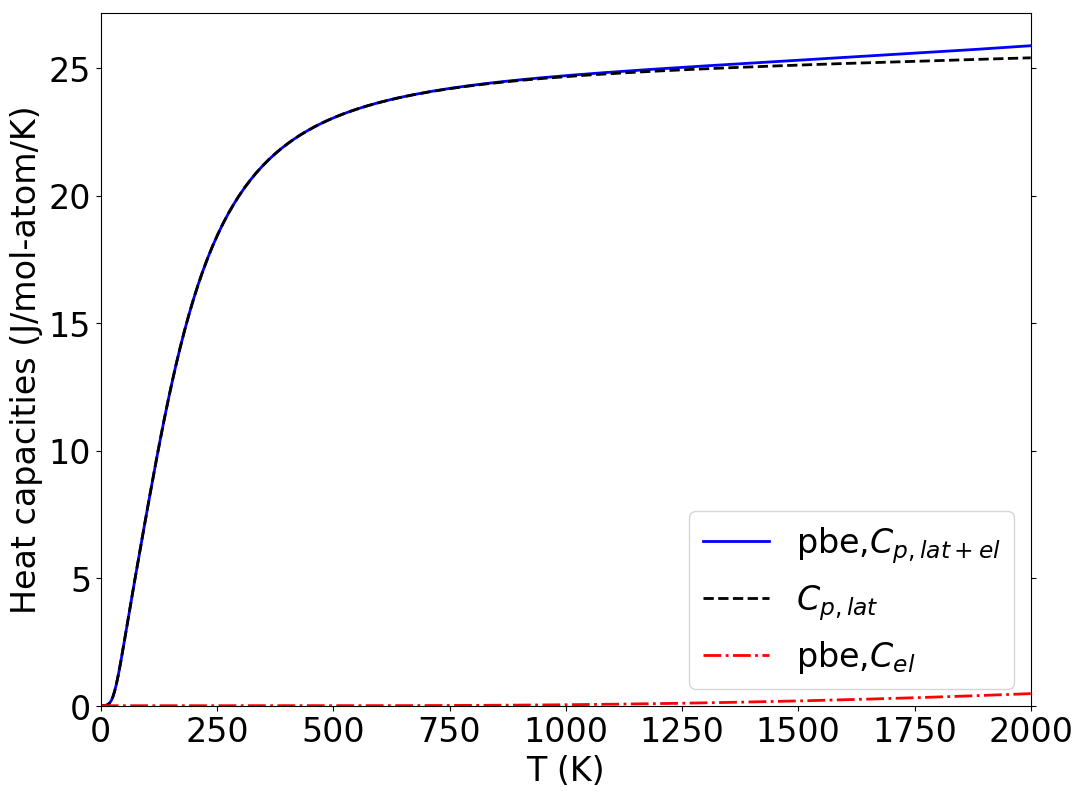 Heat capacities (J/mol-atom/K)
25
20
15
10
5
0
pbe,C_{p, lat + el}
C_{p, lat}
pbe,C_{el}
0 250 500 750 1000 1250 1500 1750 2000
T (K)